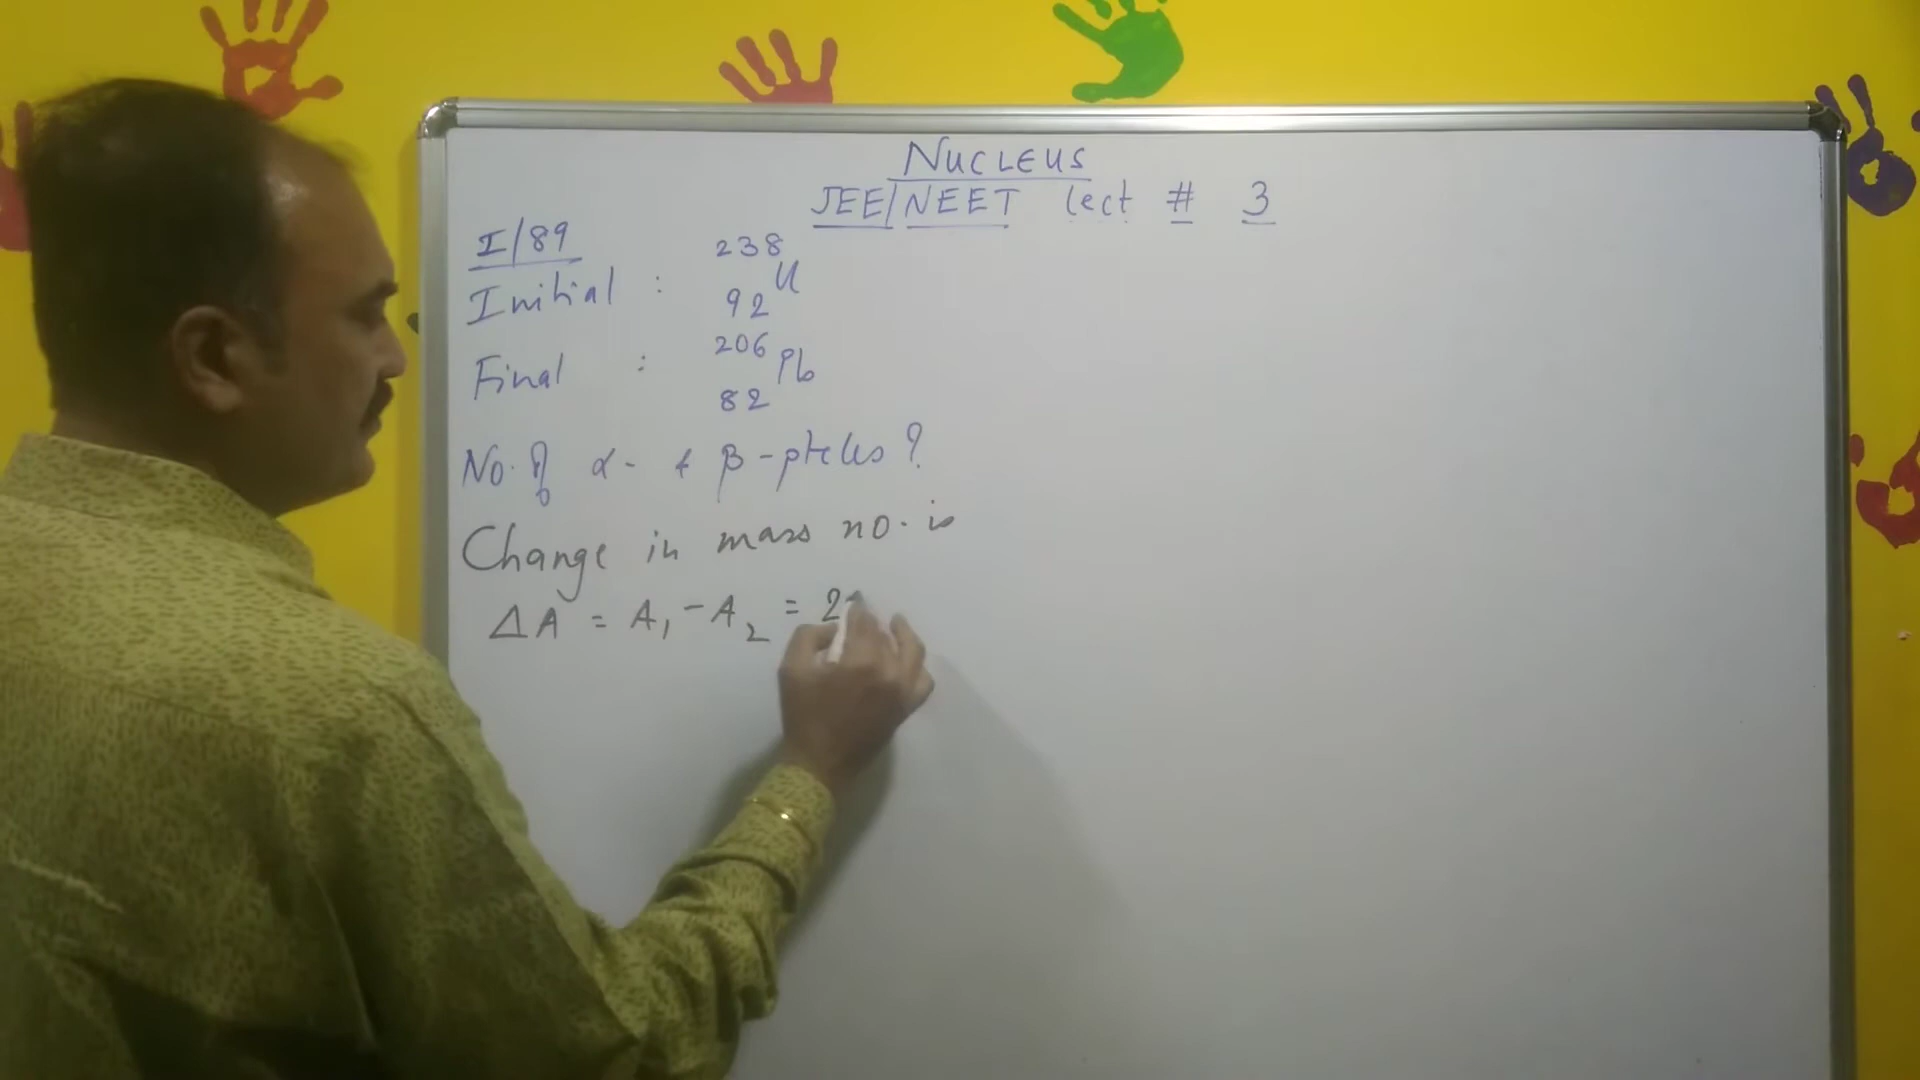 NUCLEUS
JEE/NEET Lect # 3
I/89
Initial : 238 92 U
Final : 206 82 Pb
No. of α- & β-ptcles ?
Change in mass no. is
ΔA = A₁ - A₂ = 2